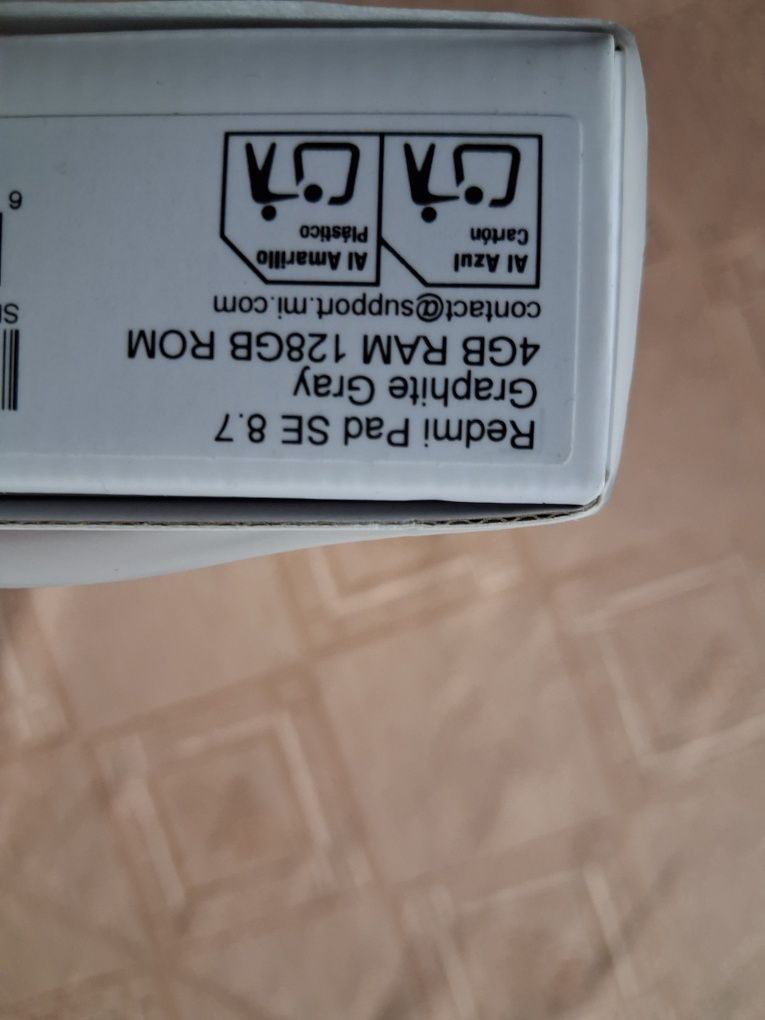 Redmi Pad SE 8.7
Graphite Gray
4GB RAM 128GB ROM
contact@support.mi.com
Al Azul
Cartón
Al Amarillo
Plástico
6